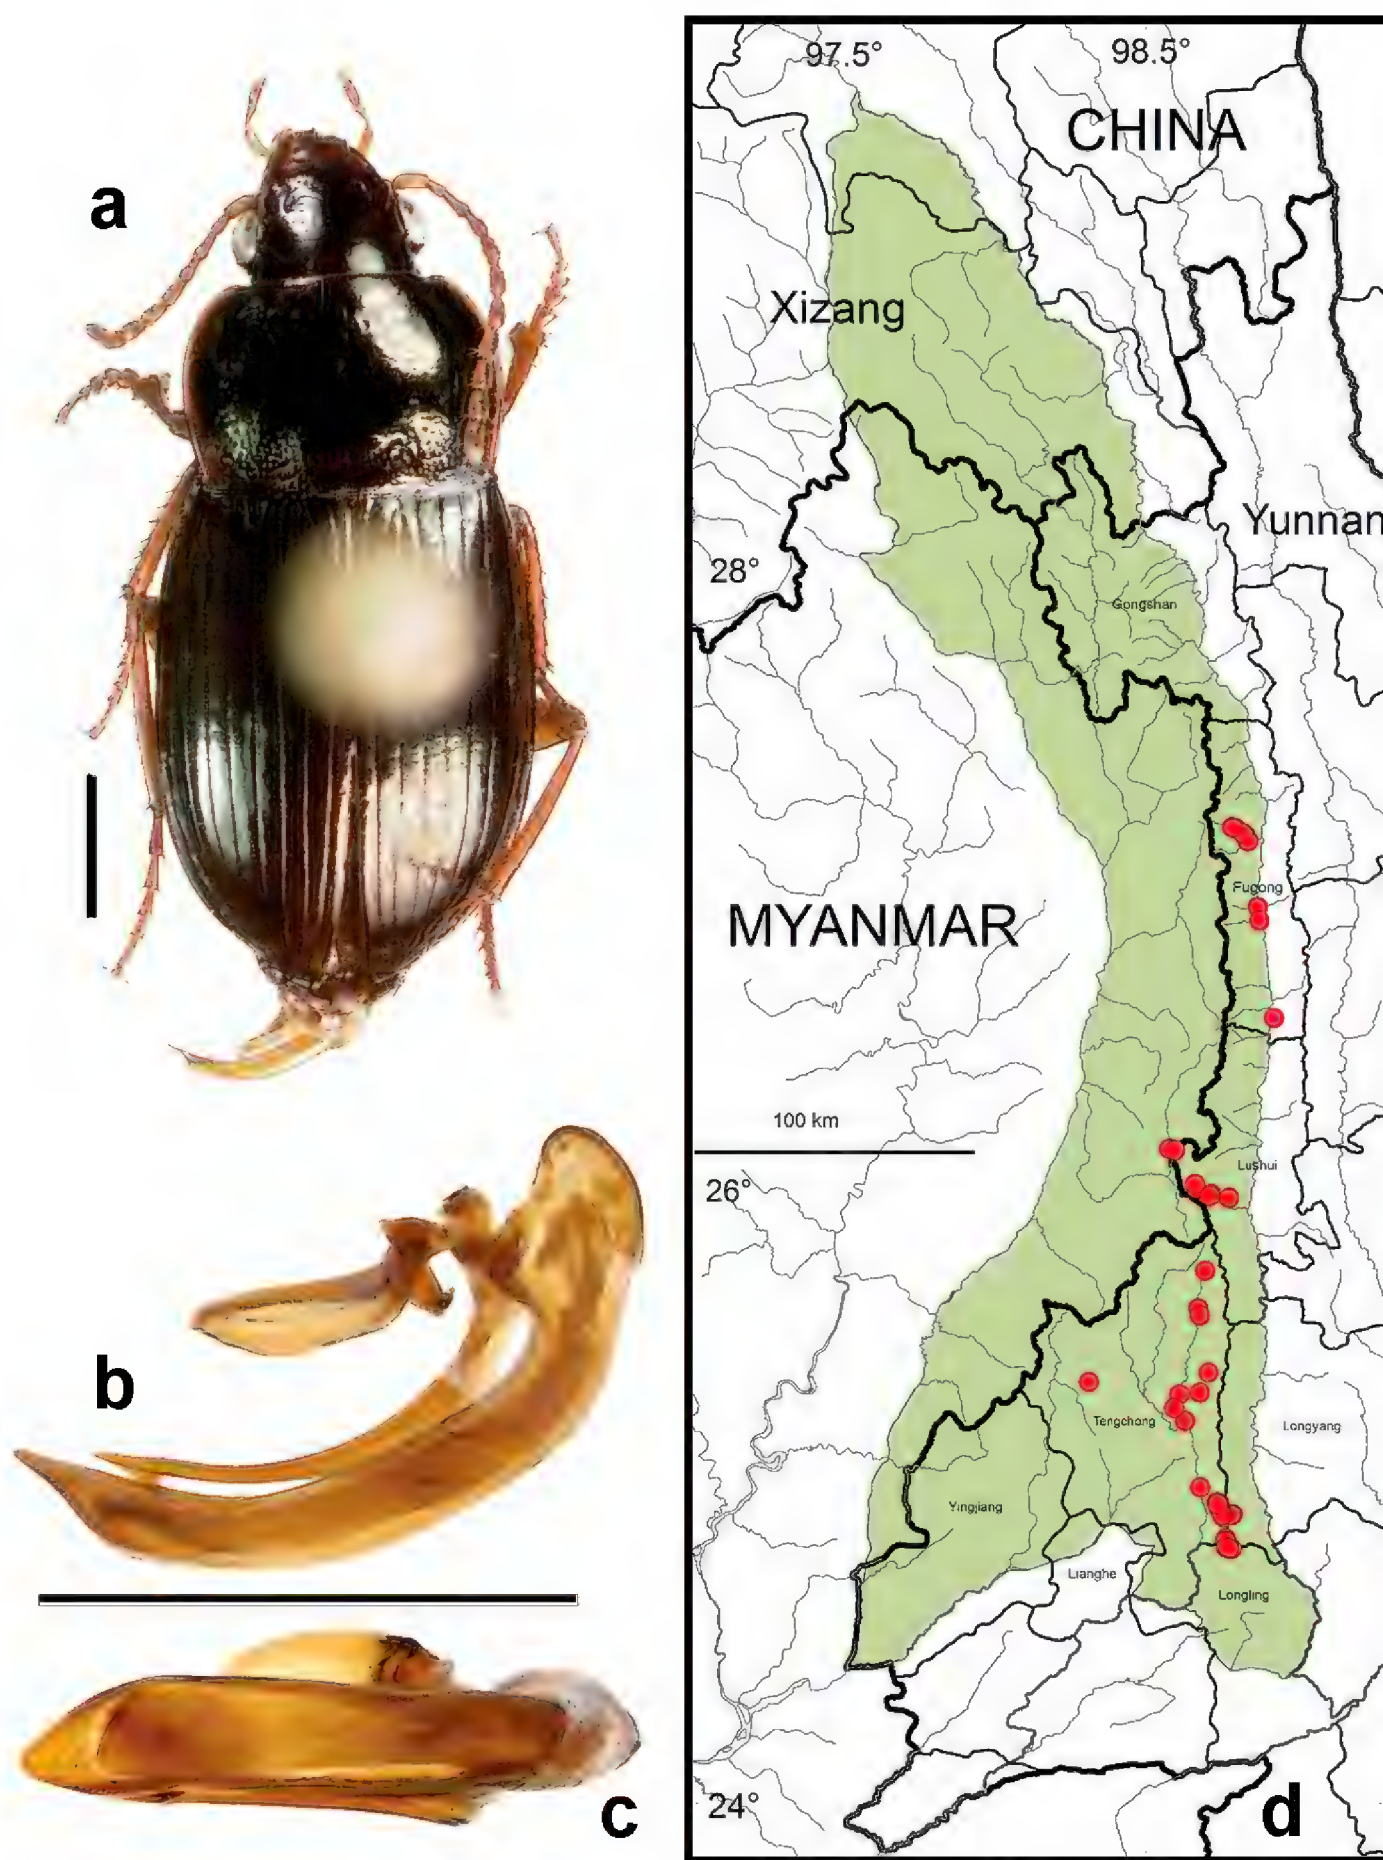 a
b
c
97.5°
98.5°
CHINA
Xizang
Yunnan
28°
Gongshan
Fugong
MYANMAR
100 km
26°
Lushui
Tengchong
Longyang
Yingjiang
Lianghe
Longling
24°
d